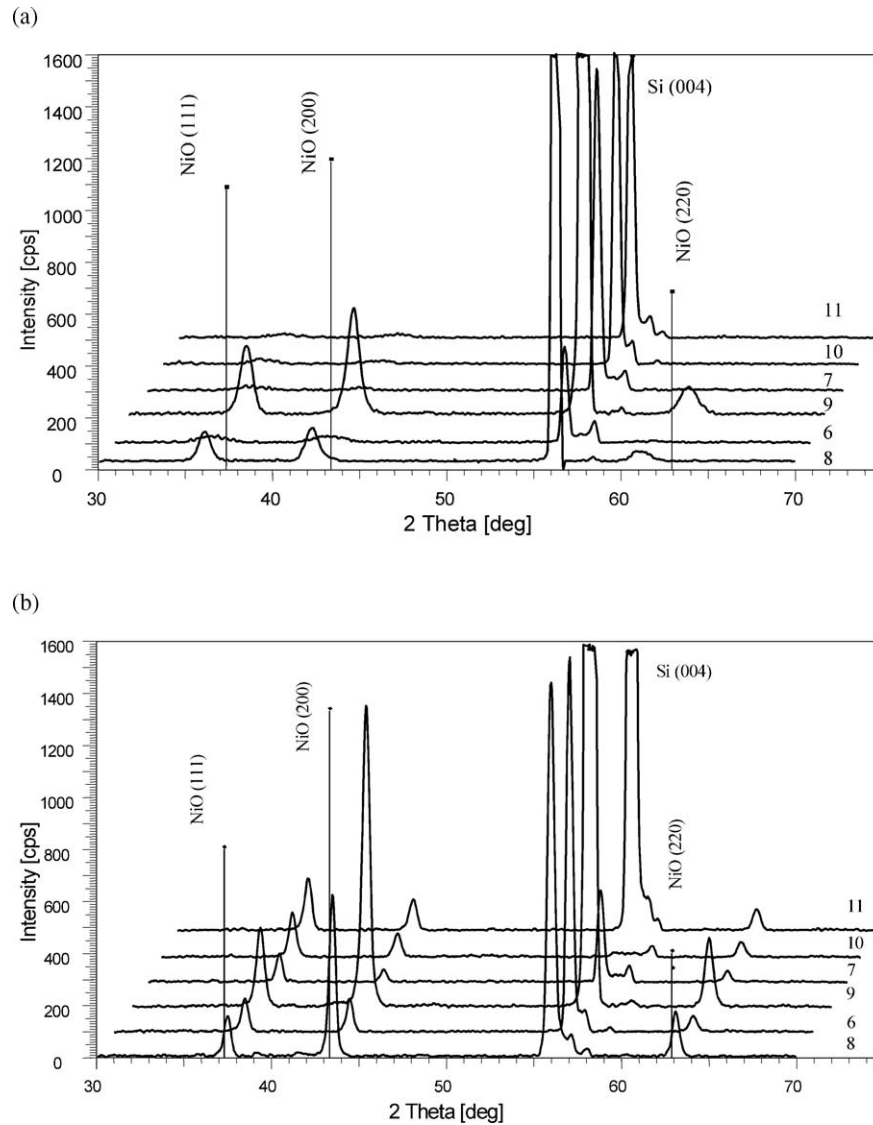 (a)
1600
1400
1200
1000
800
600
400
200
0
Intensity [cps]
NiO (111)
NiO (200)
Si (004)
NiO (220)
11
10
7
9
6
8
30 40 50 60 70
2 Theta [deg]
(b)
1600
1400
1200
1000
800
600
400
200
0
Intensity [cps]
NiO (111)
NiO (200)
Si (004)
NiO (220)
11
10
7
9
6
8
30 40 50 60 70
2 Theta [deg]